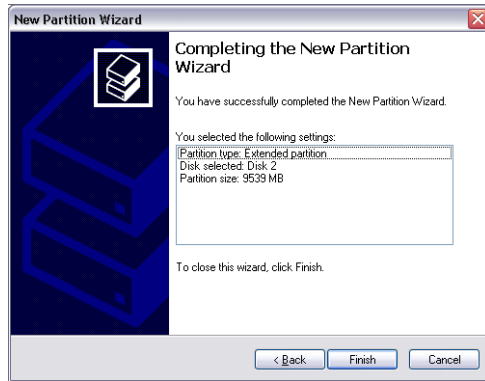 New Partition Wizard
Completing the New Partition
Wizard
You have successfully completed the New Partition Wizard.
You selected the following settings:
Partition type: Extended partition
Disk selected: Disk 2
Partition size: 9539 MB
To close this wizard, click Finish.
< Back Finish Cancel